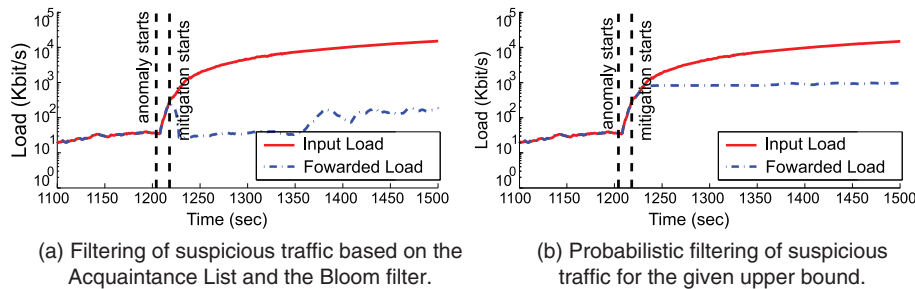 10^5
10^4
10^3
10^2
10^1
10^0
Load (Kbit/s)
anomaly starts
mitigation starts
Input Load
Fowarded Load
1100 1150 1200 1250 1300 1350 1400 1450 1500
Time (sec)
(a) Filtering of suspicious traffic based on the
Acquaintance List and the Bloom filter.
10^5
10^4
10^3
10^2
10^1
10^0
Load (Kbit/s)
anomaly starts
mitigation starts
Input Load
Fowarded Load
1100 1150 1200 1250 1300 1350 1400 1450 1500
Time (sec)
(b) Probabilistic filtering of suspicious
traffic for the given upper bound.